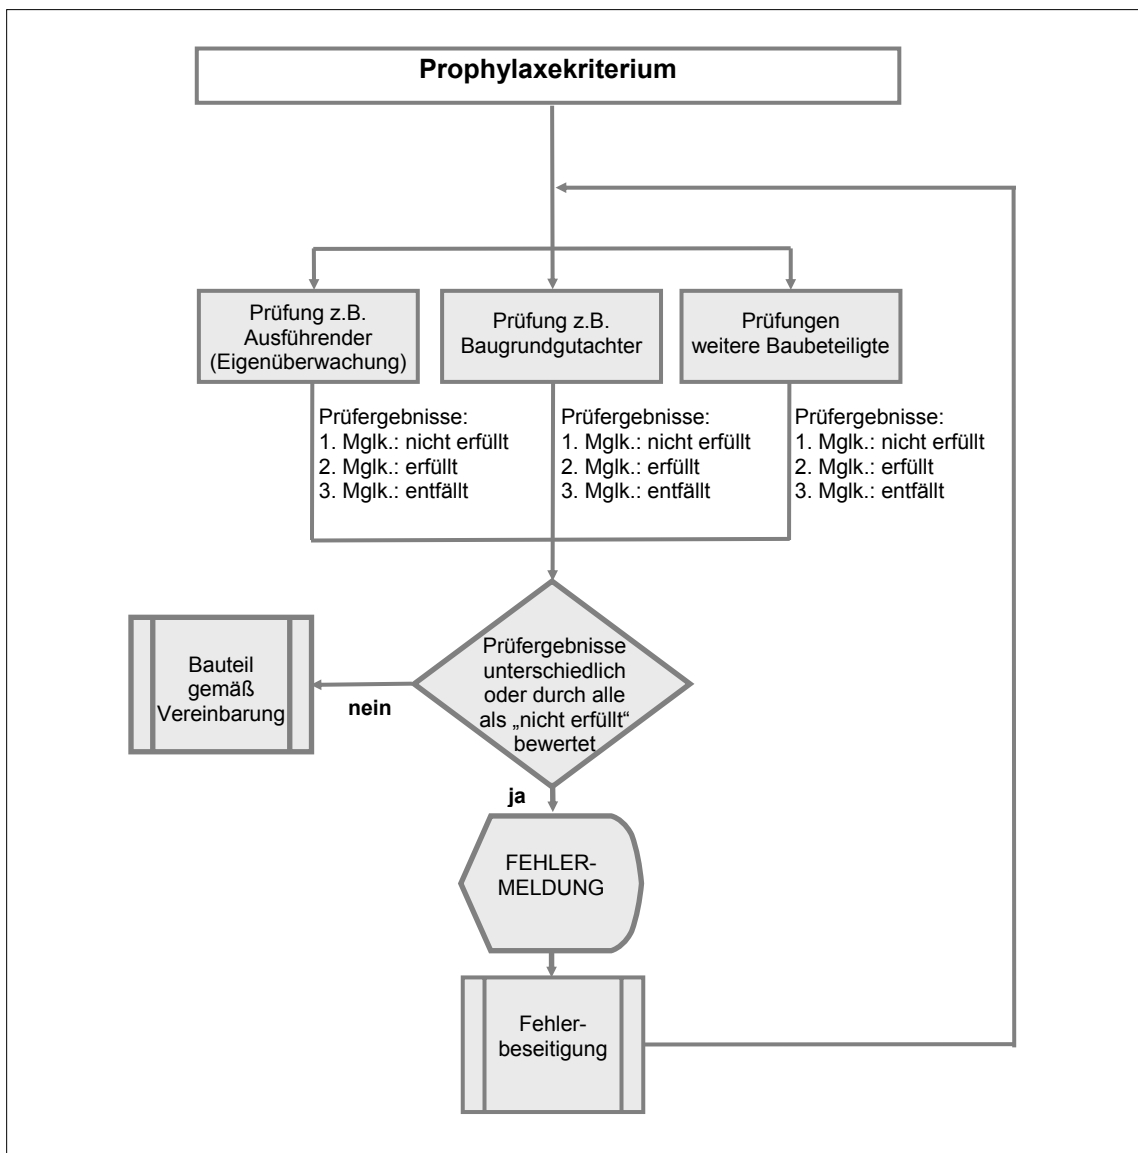 Prophylaxekriterium
Prüfung z.B.
Ausführender
(Eigenüberwachung)
Prüfung z.B.
Baugrundgutachter
Prüfungen
weitere Baubeteiligte
Prüfergebnisse:
1. Mglk.: nicht erfüllt
2. Mglk.: erfüllt
3. Mglk.: entfällt
Prüfergebnisse:
1. Mglk.: nicht erfüllt
2. Mglk.: erfüllt
3. Mglk.: entfällt
Prüfergebnisse:
1. Mglk.: nicht erfüllt
2. Mglk.: erfüllt
3. Mglk.: entfällt
Prüfergebnisse
unterschiedlich
oder durch alle
als „nicht erfüllt“
bewertet
nein
Bauteil
gemäß
Vereinbarung
ja
FEHLER-
MELDUNG
Fehler-
beseitigung